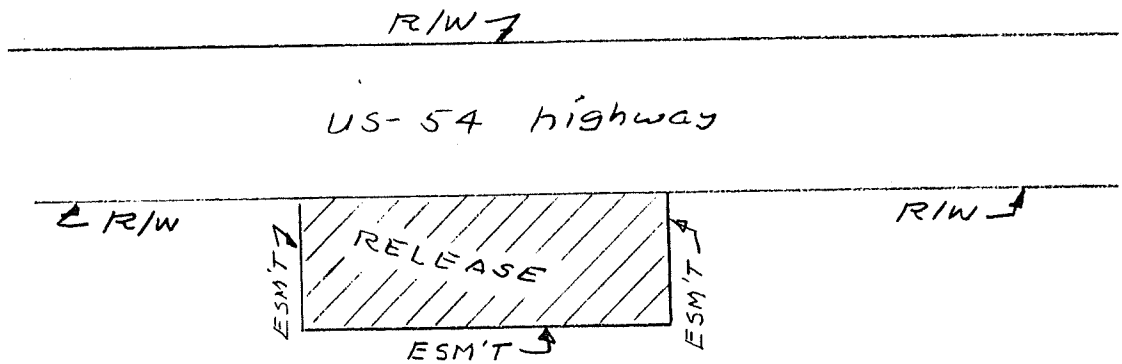 R/W
US-54 highway
R/W
R/W
ESM'T
RELEASE
ESM'T
ESM'T